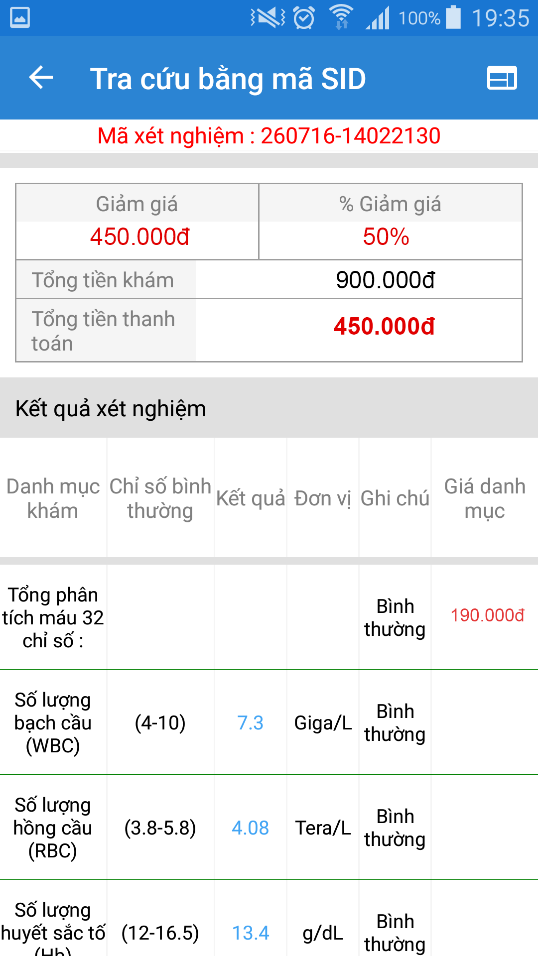 100% 19:35
Tra cứu bằng mã SID
Mã xét nghiệm : 260716-14022130
Giảm giá % Giảm giá
450.000đ 50%
Tổng tiền khám 900.000đ
Tổng tiền thanh toán 450.000đ
Kết quả xét nghiệm
Danh mục khám Chỉ số bình thường Kết quả Đơn vị Ghi chú Giá danh mục
Tổng phân tích máu 32 chỉ số : Bình thường 190.000đ
Số lượng bạch cầu (WBC) (4-10) 7.3 Giga/L Bình thường
Số lượng hồng cầu (RBC) (3.8-5.8) 4.08 Tera/L Bình thường
Số lượng huyết sắc tố (Hb) (12-16.5) 13.4 g/dL Bình thường